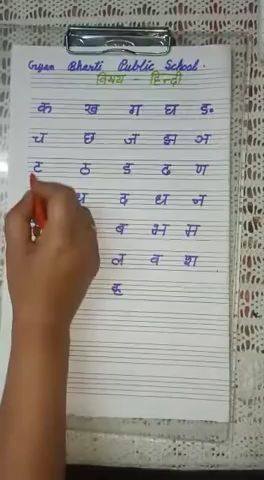 Gyan Bharti Public School.
विषय - हिन्दी
क ख ग घ ङ
च छ ज झ ञ
ट ठ ड ढ ण
थ द ध न
ब भ म
ल व श
ह